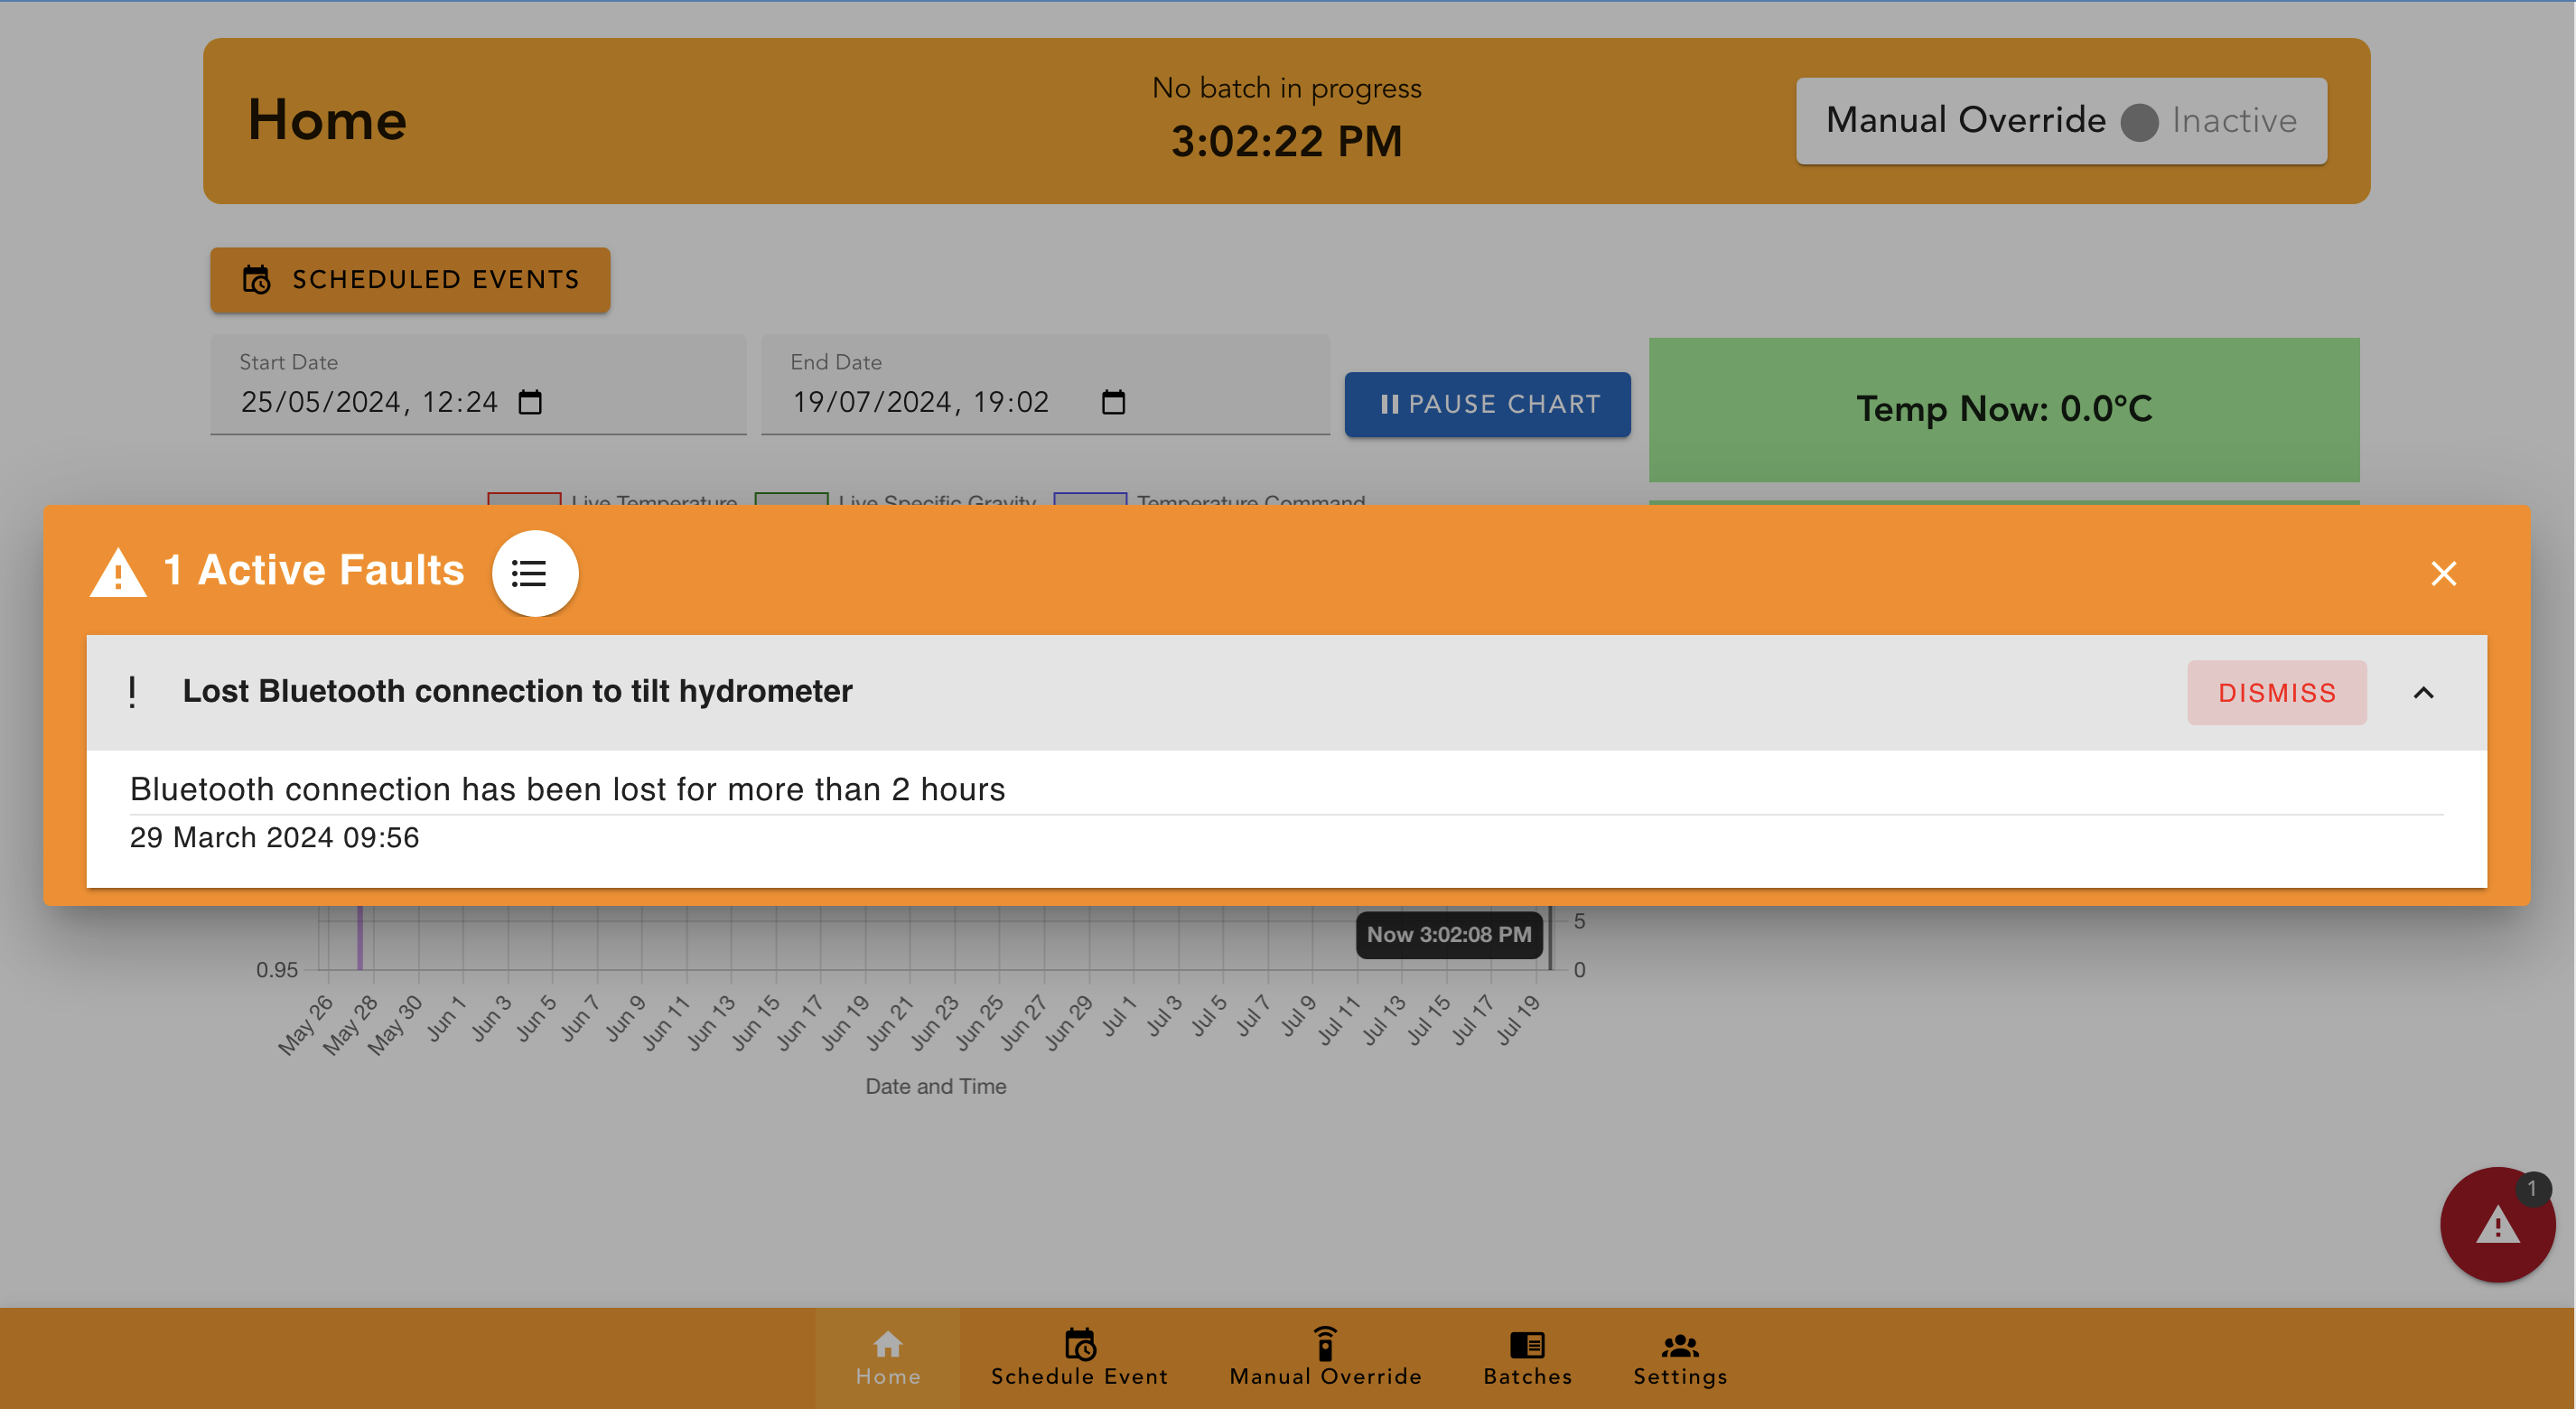 Home
No batch in progress
3:02:22 PM
Manual Override Inactive
SCHEDULED EVENTS
Start Date
25/05/2024, 12:24
End Date
19/07/2024, 19:02
PAUSE CHART
Temp Now: 0.0°C
Live Temperature Live Specific Gravity Temperature Command
1 Active Faults
! Lost Bluetooth connection to tilt hydrometer
DISMISS
Bluetooth connection has been lost for more than 2 hours
29 March 2024 09:56
5
Now 3:02:08 PM
0.95
0
May 26 May 28 May 30 Jun 1 Jun 3 Jun 5 Jun 7 Jun 9 Jun 11 Jun 13 Jun 15 Jun 17 Jun 19 Jun 21 Jun 23 Jun 25 Jun 27 Jun 29 Jul 1 Jul 3 Jul 5 Jul 7 Jul 9 Jul 11 Jul 13 Jul 15 Jul 17 Jul 19
Date and Time
1
Home Schedule Event Manual Override Batches Settings